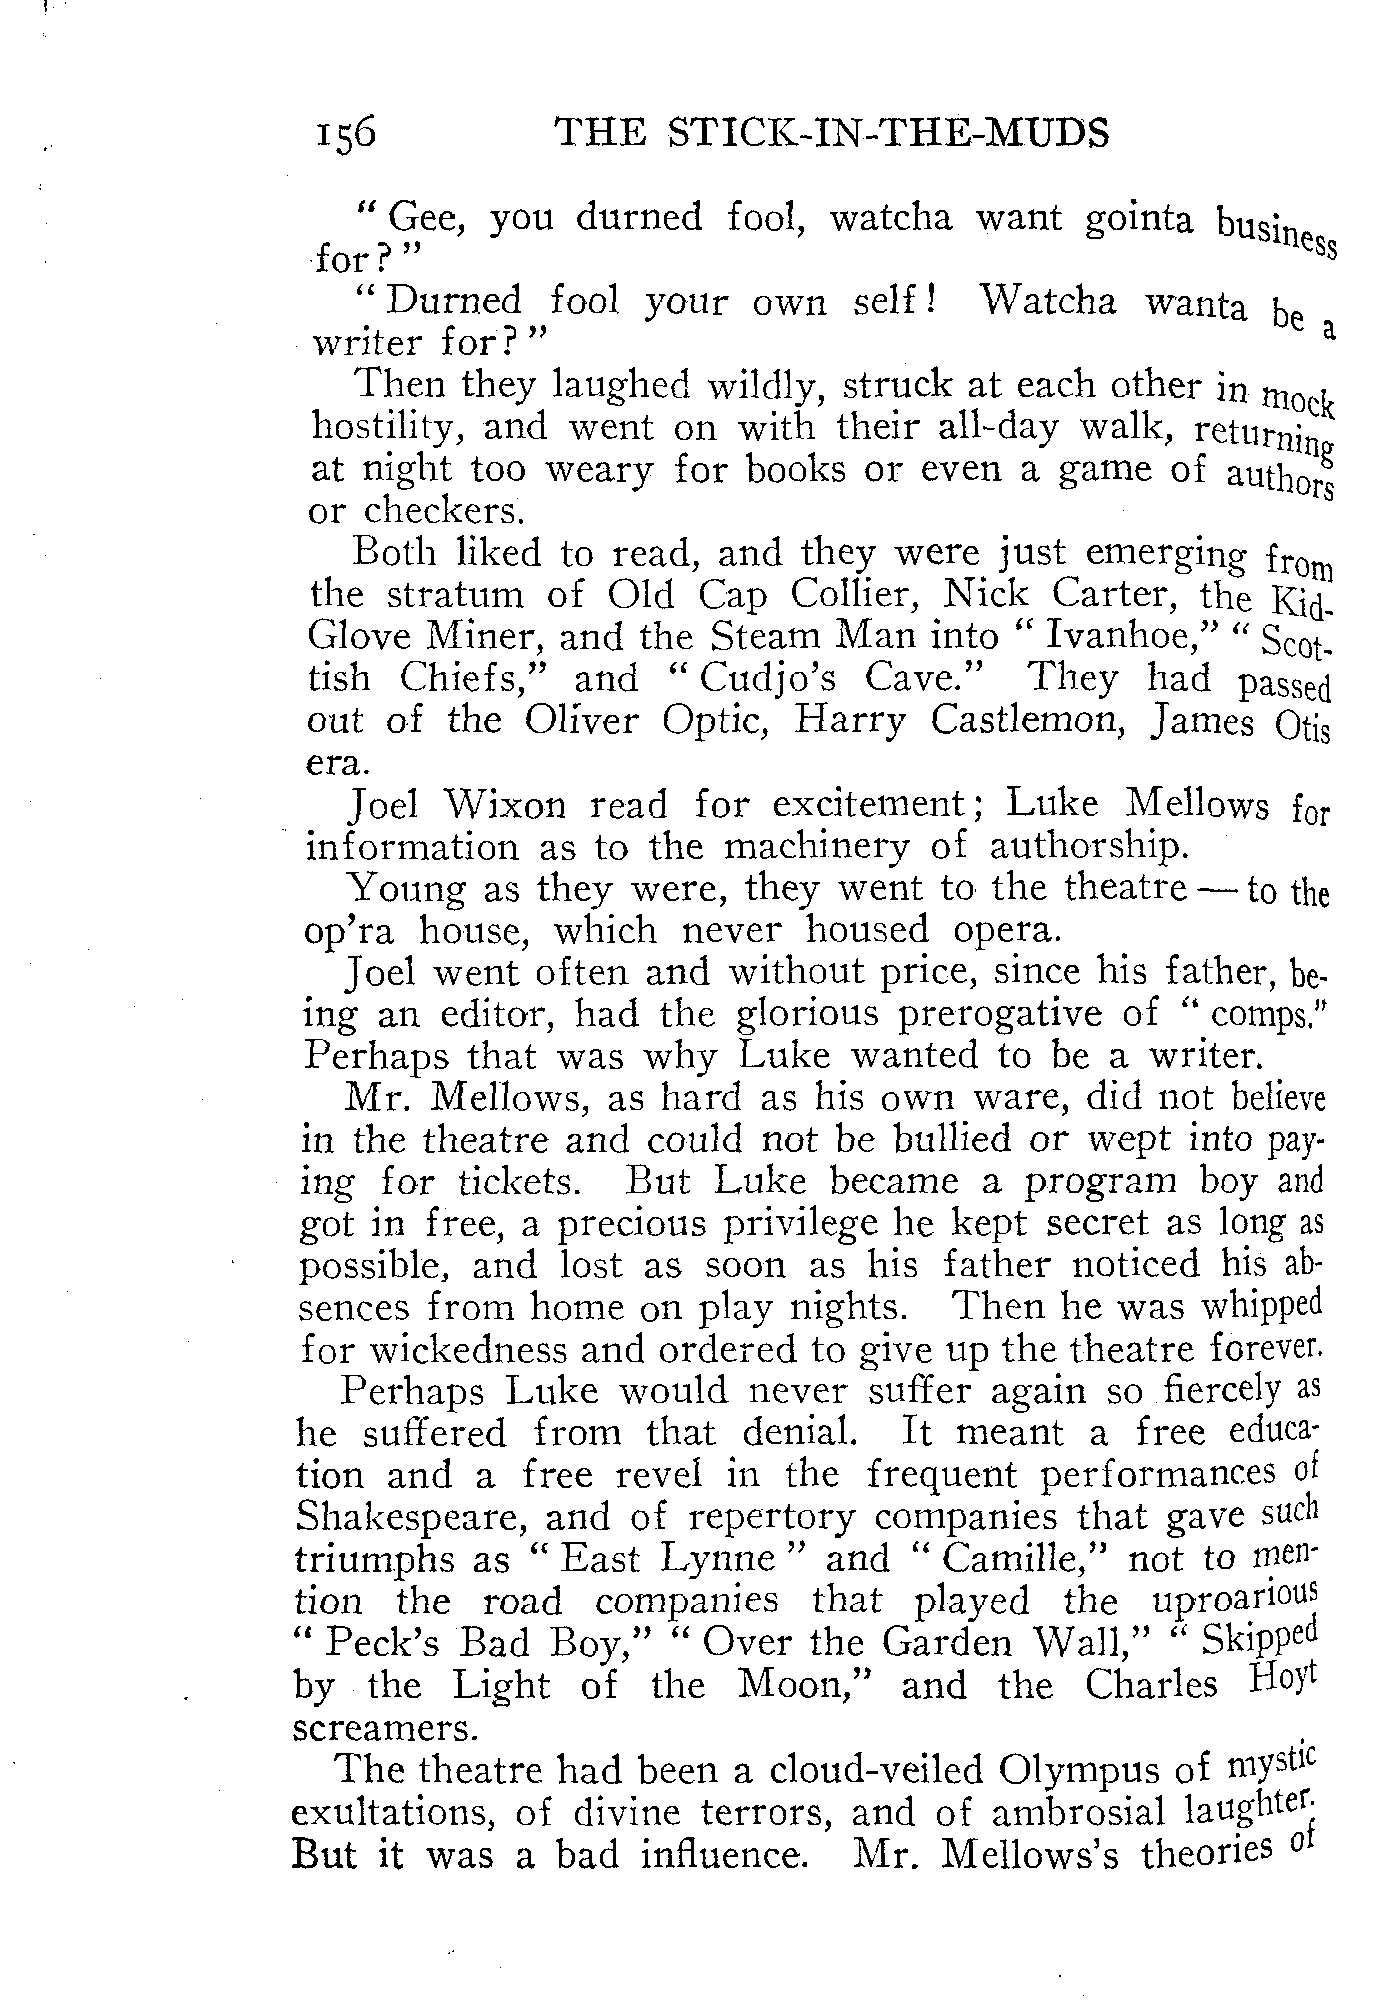 156 THE STICK-IN-THE-MUDS
" Gee, you durned fool, watcha want gointa business
for? "
" Durned fool your own self! Watcha wanta be a
writer for? "
Then they laughed wildly, struck at each other in mock
hostility, and went on with their all-day walk, returning
at night too weary for books or even a game of authors
or checkers.
Both liked to read, and they were just emerging from
the stratum of Old Cap Collier, Nick Carter, the Kid-
Glove Miner, and the Steam Man into " Ivanhoe," " Scot-
tish Chiefs," and " Cudjo's Cave." They had passed
out of the Oliver Optic, Harry Castlemon, James Otis
era.
Joel Wixon read for excitement; Luke Mellows for
information as to the machinery of authorship.
Young as they were, they went to the theatre — to the
op'ra house, which never housed opera.
Joel went often and without price, since his father, be-
ing an editor, had the glorious prerogative of " comps."
Perhaps that was why Luke wanted to be a writer.
Mr. Mellows, as hard as his own ware, did not believe
in the theatre and could not be bullied or wept into pay-
ing for tickets. But Luke became a program boy and
got in free, a precious privilege he kept secret as long as
possible, and lost as soon as his father noticed his ab-
sences from home on play nights. Then he was whipped
for wickedness and ordered to give up the theatre forever.
Perhaps Luke would never suffer again so fiercely as
he suffered from that denial. It meant a free educa-
tion and a free revel in the frequent performances of
Shakespeare, and of repertory companies that gave such
triumphs as " East Lynne " and " Camille," not to men-
tion the road companies that played the uproarious
" Peck's Bad Boy," " Over the Garden Wall," " Skipped
by the Light of the Moon," and the Charles Hoyt
screamers.
The theatre had been a cloud-veiled Olympus of mystic
exultations, of divine terrors, and of ambrosial laughter.
But it was a bad influence. Mr. Mellows's theories of